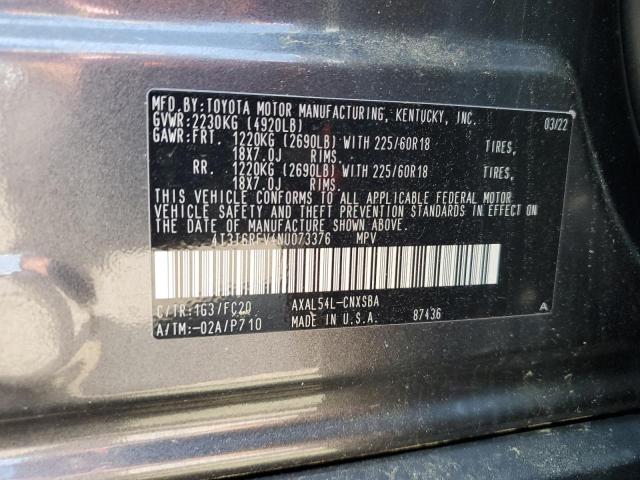 MFD.BY:TOYOTA MOTOR MANUFACTURING, KENTUCKY, INC.
GVWR:2230KG (4920LB) 03/22
GAWR:FRT. 1220KG (2690LB) WITH 225/60R18 TIRES,
18X7.0J RIMS.
RR. 1220KG (2690LB) WITH 225/60R18 TIRES,
18X7.0J RIMS.
THIS VEHICLE CONFORMS TO ALL APPLICABLE FEDERAL MOTOR
VEHICLE SAFETY AND THEFT PREVENTION STANDARDS IN EFFECT ON
THE DATE OF MANUFACTURE SHOWN ABOVE.
MPV
C/TR:1G3/FC20 AXAL54L-CNXSBA A
A/TM:-02A/P710 MADE IN U.S.A. 87436